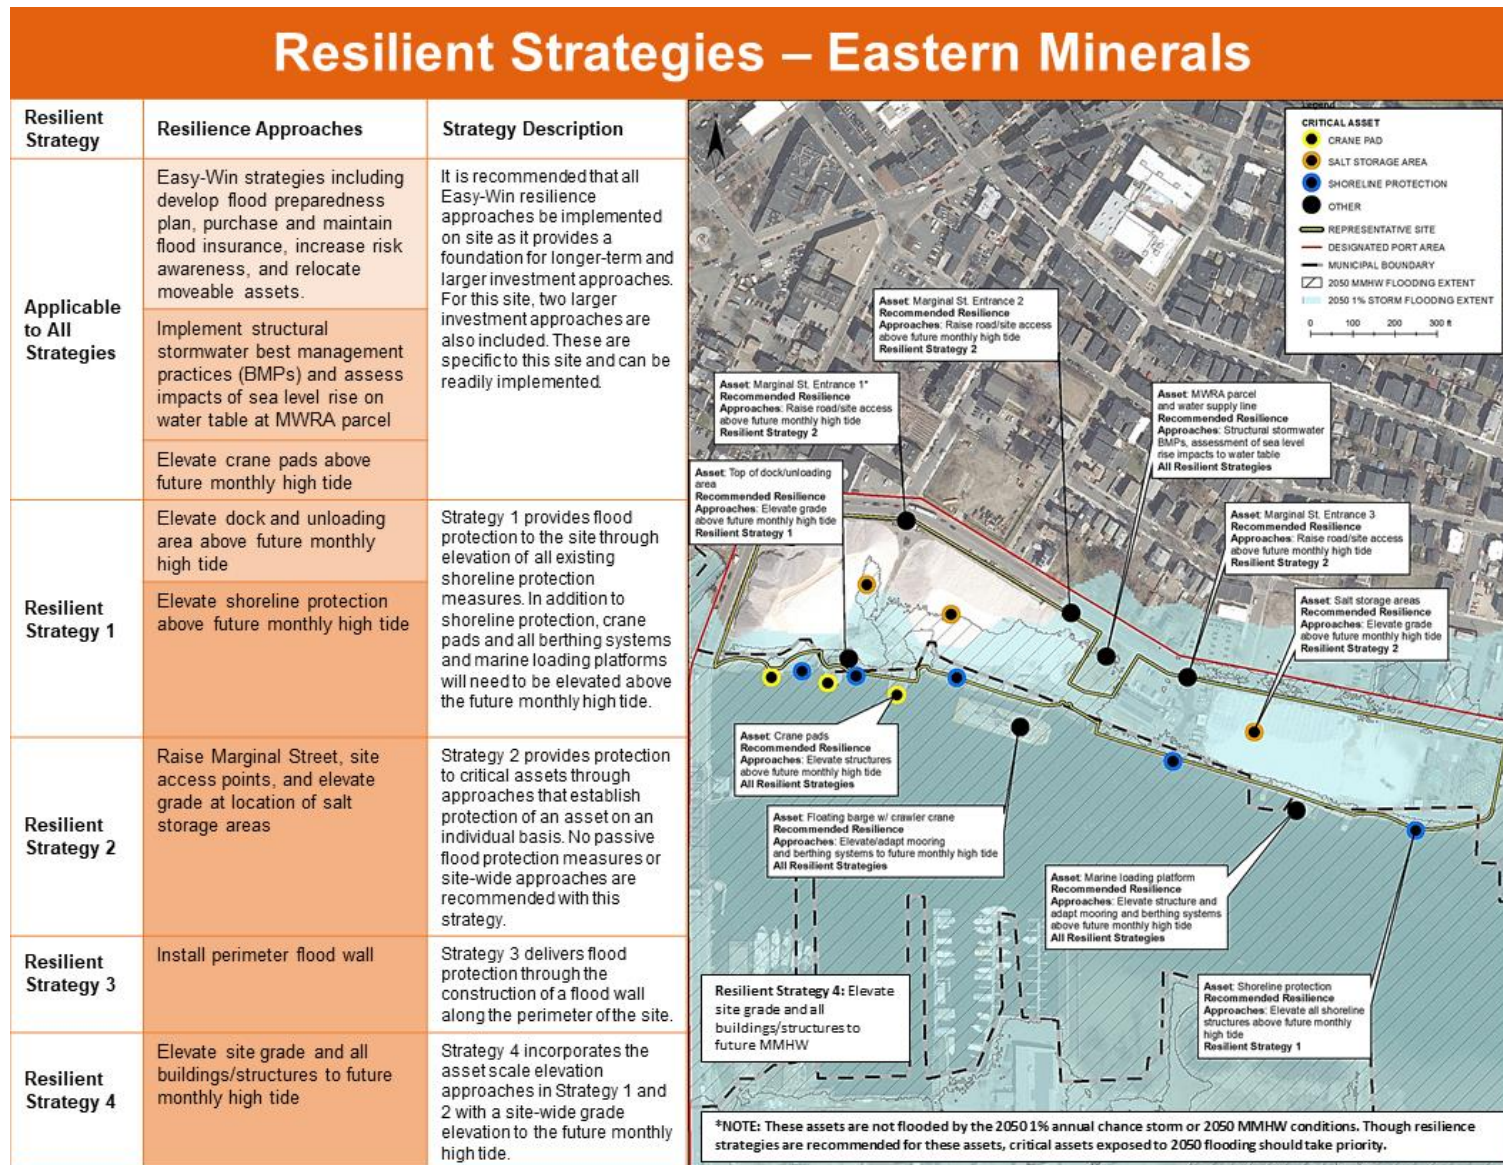 Resilient Strategies – Eastern Minerals
Resilient
Strategy
Resilience Approaches
Strategy Description
Applicable
to All
Strategies
Easy-Win strategies including
develop flood preparedness
plan, purchase and maintain
flood insurance, increase risk
awareness, and relocate
moveable assets.
Implement structural
stormwater best management
practices (BMPs) and assess
impacts of sea level rise on
water table at MWRA parcel
Elevate crane pads above
future monthly high tide
It is recommended that all
Easy-Win resilience
approaches be implemented
on site as it provides a
foundation for longer-term and
larger investment approaches.
For this site, two larger
investment approaches are
also included. These are
specific to this site and can be
readily implemented.
Resilient
Strategy 1
Elevate dock and unloading
area above future monthly
high tide
Elevate shoreline protection
above future monthly high tide
Strategy 1 provides flood
protection to the site through
elevation of all existing
shoreline protection
measures. In addition to
shoreline protection, crane
pads and all berthing systems
and marine loading platforms
will need to be elevated above
the future monthly high tide.
Resilient
Strategy 2
Raise Marginal Street, site
access points, and elevate
grade at location of salt
storage areas
Strategy 2 provides protection
to critical assets through
approaches that establish
protection of an asset on an
individual basis. No passive
flood protection measures or
site-wide approaches are
recommended with this
strategy.
Resilient
Strategy 3
Install perimeter flood wall
Strategy 3 delivers flood
protection through the
construction of a flood wall
along the perimeter of the site.
Resilient
Strategy 4
Elevate site grade and all
buildings/structures to future
monthly high tide
Strategy 4 incorporates the
asset scale elevation
approaches in Strategy 1 and
2 with a site-wide grade
elevation to the future monthly
high tide.
Legend
CRITICAL ASSET
CRANE PAD
SALT STORAGE AREA
SHORELINE PROTECTION
OTHER
REPRESENTATIVE SITE
DESIGNATED PORT AREA
MUNICIPAL BOUNDARY
2050 MMHW FLOODING EXTENT
2050 1% STORM FLOODING EXTENT
0 100 200 300 ft
Asset: Marginal St. Entrance 2
Recommended Resilience
Approaches: Raise road/site access
above future monthly high tide
Resilient Strategy 2
Asset: Marginal St. Entrance 1*
Recommended Resilience
Approaches: Raise road/site access
above future monthly high tide
Resilient Strategy 2
Asset: MWRA parcel
and water supply line
Recommended Resilience
Approaches: Structural stormwater
BMPs, assessment of sea level
rise impacts to water table
All Resilient Strategies
Asset: Top of dock/unloading
area
Recommended Resilience
Approaches: Elevate grade
above future monthly high tide
Resilient Strategy 1
Asset: Marginal St. Entrance 3
Recommended Resilience
Approaches: Raise road/site access
above future monthly high tide
Resilient Strategy 2
Asset: Salt storage areas
Recommended Resilience
Approaches: Elevate grade
above future monthly high tide
Resilient Strategy 2
Asset: Crane pads
Recommended Resilience
Approaches: Elevate structures
above future monthly high tide
All Resilient Strategies
Asset: Floating barge w/ crawler crane
Recommended Resilience
Approaches: Elevate/adapt mooring
and berthing systems to future monthly high tide
All Resilient Strategies
Asset: Marine loading platform
Recommended Resilience
Approaches: Elevate structure and
adapt mooring and berthing systems
above future monthly high tide
All Resilient Strategies
Asset: Shoreline protection
Recommended Resilience
Approaches: Elevate all shoreline
structures above future monthly
high tide
Resilient Strategy 1
Resilient Strategy 4: Elevate
site grade and all
buildings/structures to
future MMHW
*NOTE: These assets are not flooded by the 2050 1% annual chance storm or 2050 MMHW conditions. Though resilience
strategies are recommended for these assets, critical assets exposed to 2050 flooding should take priority.